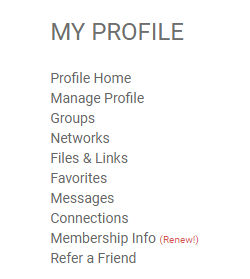 MY PROFILE
Profile Home
Manage Profile
Groups
Networks
Files & Links
Favorites
Messages
Connections
Membership Info (Renew!)
Refer a Friend